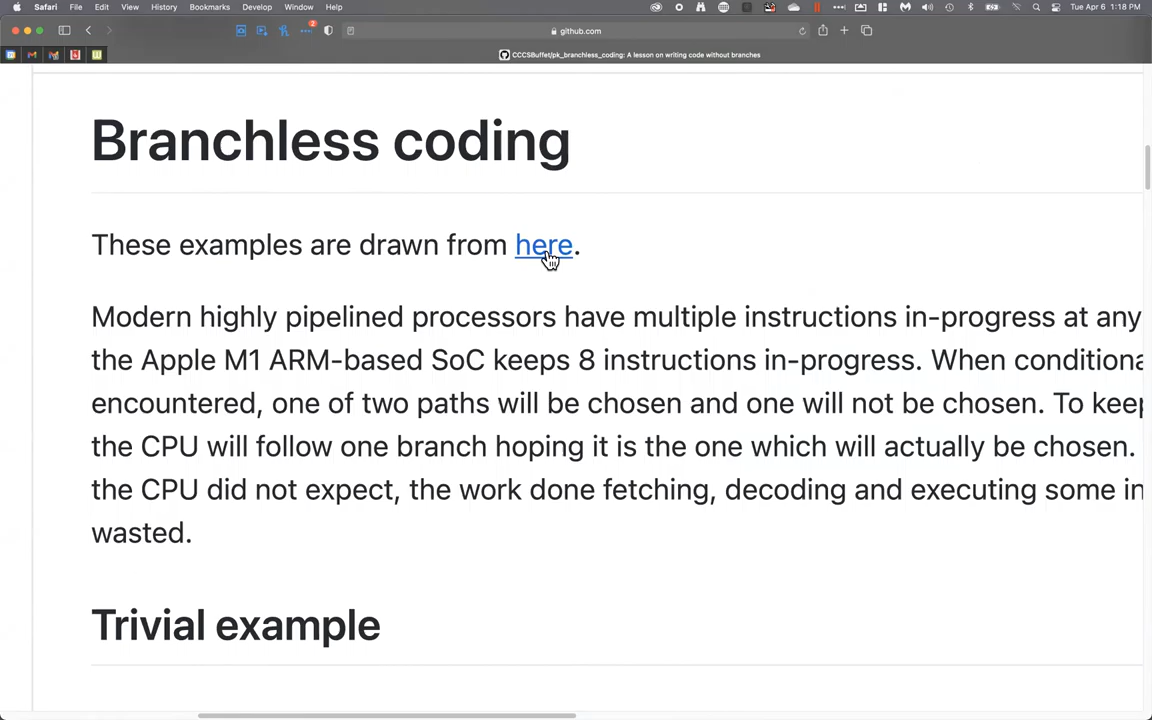 Safari File Edit View History Bookmarks Develop Window Help Tue Apr 6 1:18 PM
2
github.com
CCCSBuffet/pk_branchless_coding: A lesson on writing code without branches
Branchless coding
These examples are drawn from here.
Modern highly pipelined processors have multiple instructions in-progress at any
the Apple M1 ARM-based SoC keeps 8 instructions in-progress. When conditiona
encountered, one of two paths will be chosen and one will not be chosen. To keep
the CPU will follow one branch hoping it is the one which will actually be chosen.
the CPU did not expect, the work done fetching, decoding and executing some in
wasted.
Trivial example